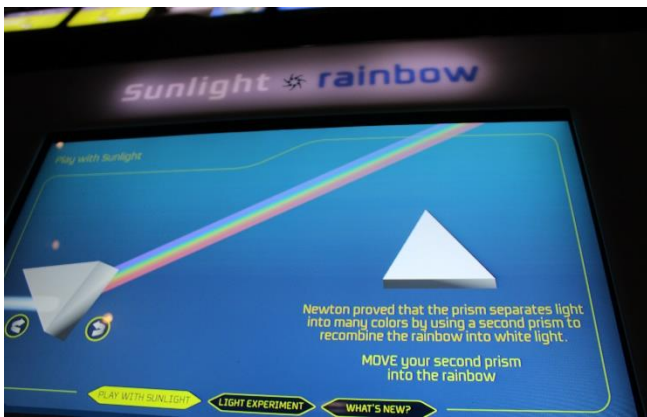 Sunlight rainbow
Play with Sunlight
Newton proved that the prism separates light
into many colors by using a second prism to
recombine the rainbow into white light.
MOVE your second prism
into the rainbow
PLAY WITH SUNLIGHT
LIGHT EXPERIMENT
WHAT'S NEW?